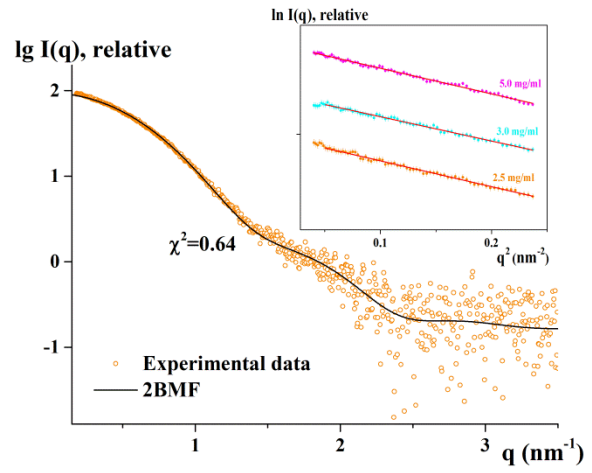 ln I(q), relative
lg I(q), relative
5.0 mg/ml
3.0 mg/ml
2.5 mg/ml
0.1
0.2
q² (nm⁻¹)
2
1
0
-1
χ²=0.64
Experimental data
2BMF
1
2
3
q (nm⁻¹)